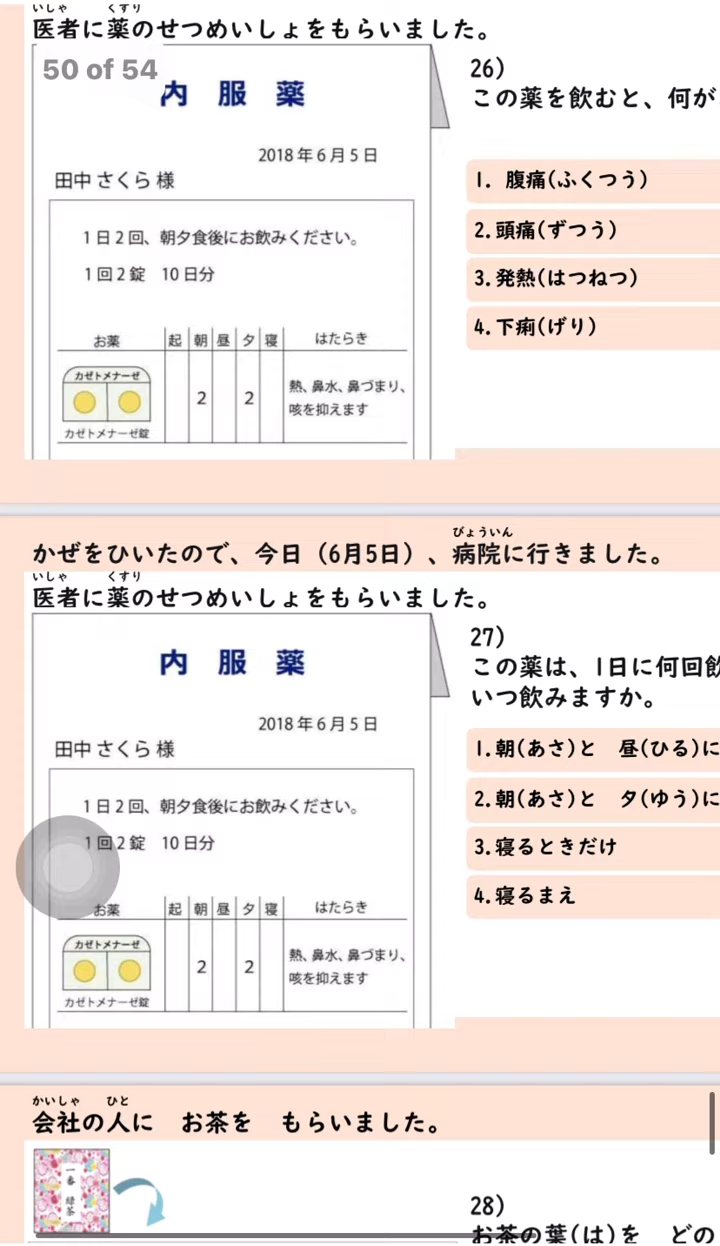 いしゃ くすり
医者に薬のせつめいしょをもらいました。
50 of 54
内 服 薬
2018年6月5日
田中 さくら 様
1日2回、朝夕食後にお飲みください。
1回2錠 10日分
お薬 起 朝 昼 夕 寝 はたらき
カゼトメナーゼ
2 2
熱、鼻水、鼻づまり、
咳を抑えます
カゼトメナーゼ錠
26)
この薬を飲むと、何が
1. 腹痛(ふくつう)
2.頭痛(ずつう)
3.発熱(はつねつ)
4.下痢(げり)
びょういん
かぜをひいたので、今日（6月5日）、病院に行きました。
いしゃ くすり
医者に薬のせつめいしょをもらいました。
内 服 薬
2018年6月5日
田中 さくら 様
1日2回、朝夕食後にお飲みください。
1回2錠 10日分
お薬 起 朝 昼 夕 寝 はたらき
カゼトメナーゼ
2 2
熱、鼻水、鼻づまり、
咳を抑えます
カゼトメナーゼ錠
27)
この薬は、1日に何回飲
いつ飲みますか。
1.朝(あさ)と 昼(ひる)に
2.朝(あさ)と 夕(ゆう)に
3.寝るときだけ
4.寝るまえ
かいしゃ ひと
会社の人に お茶を もらいました。
一番 緑茶
28)
お茶の葉(は)を どの